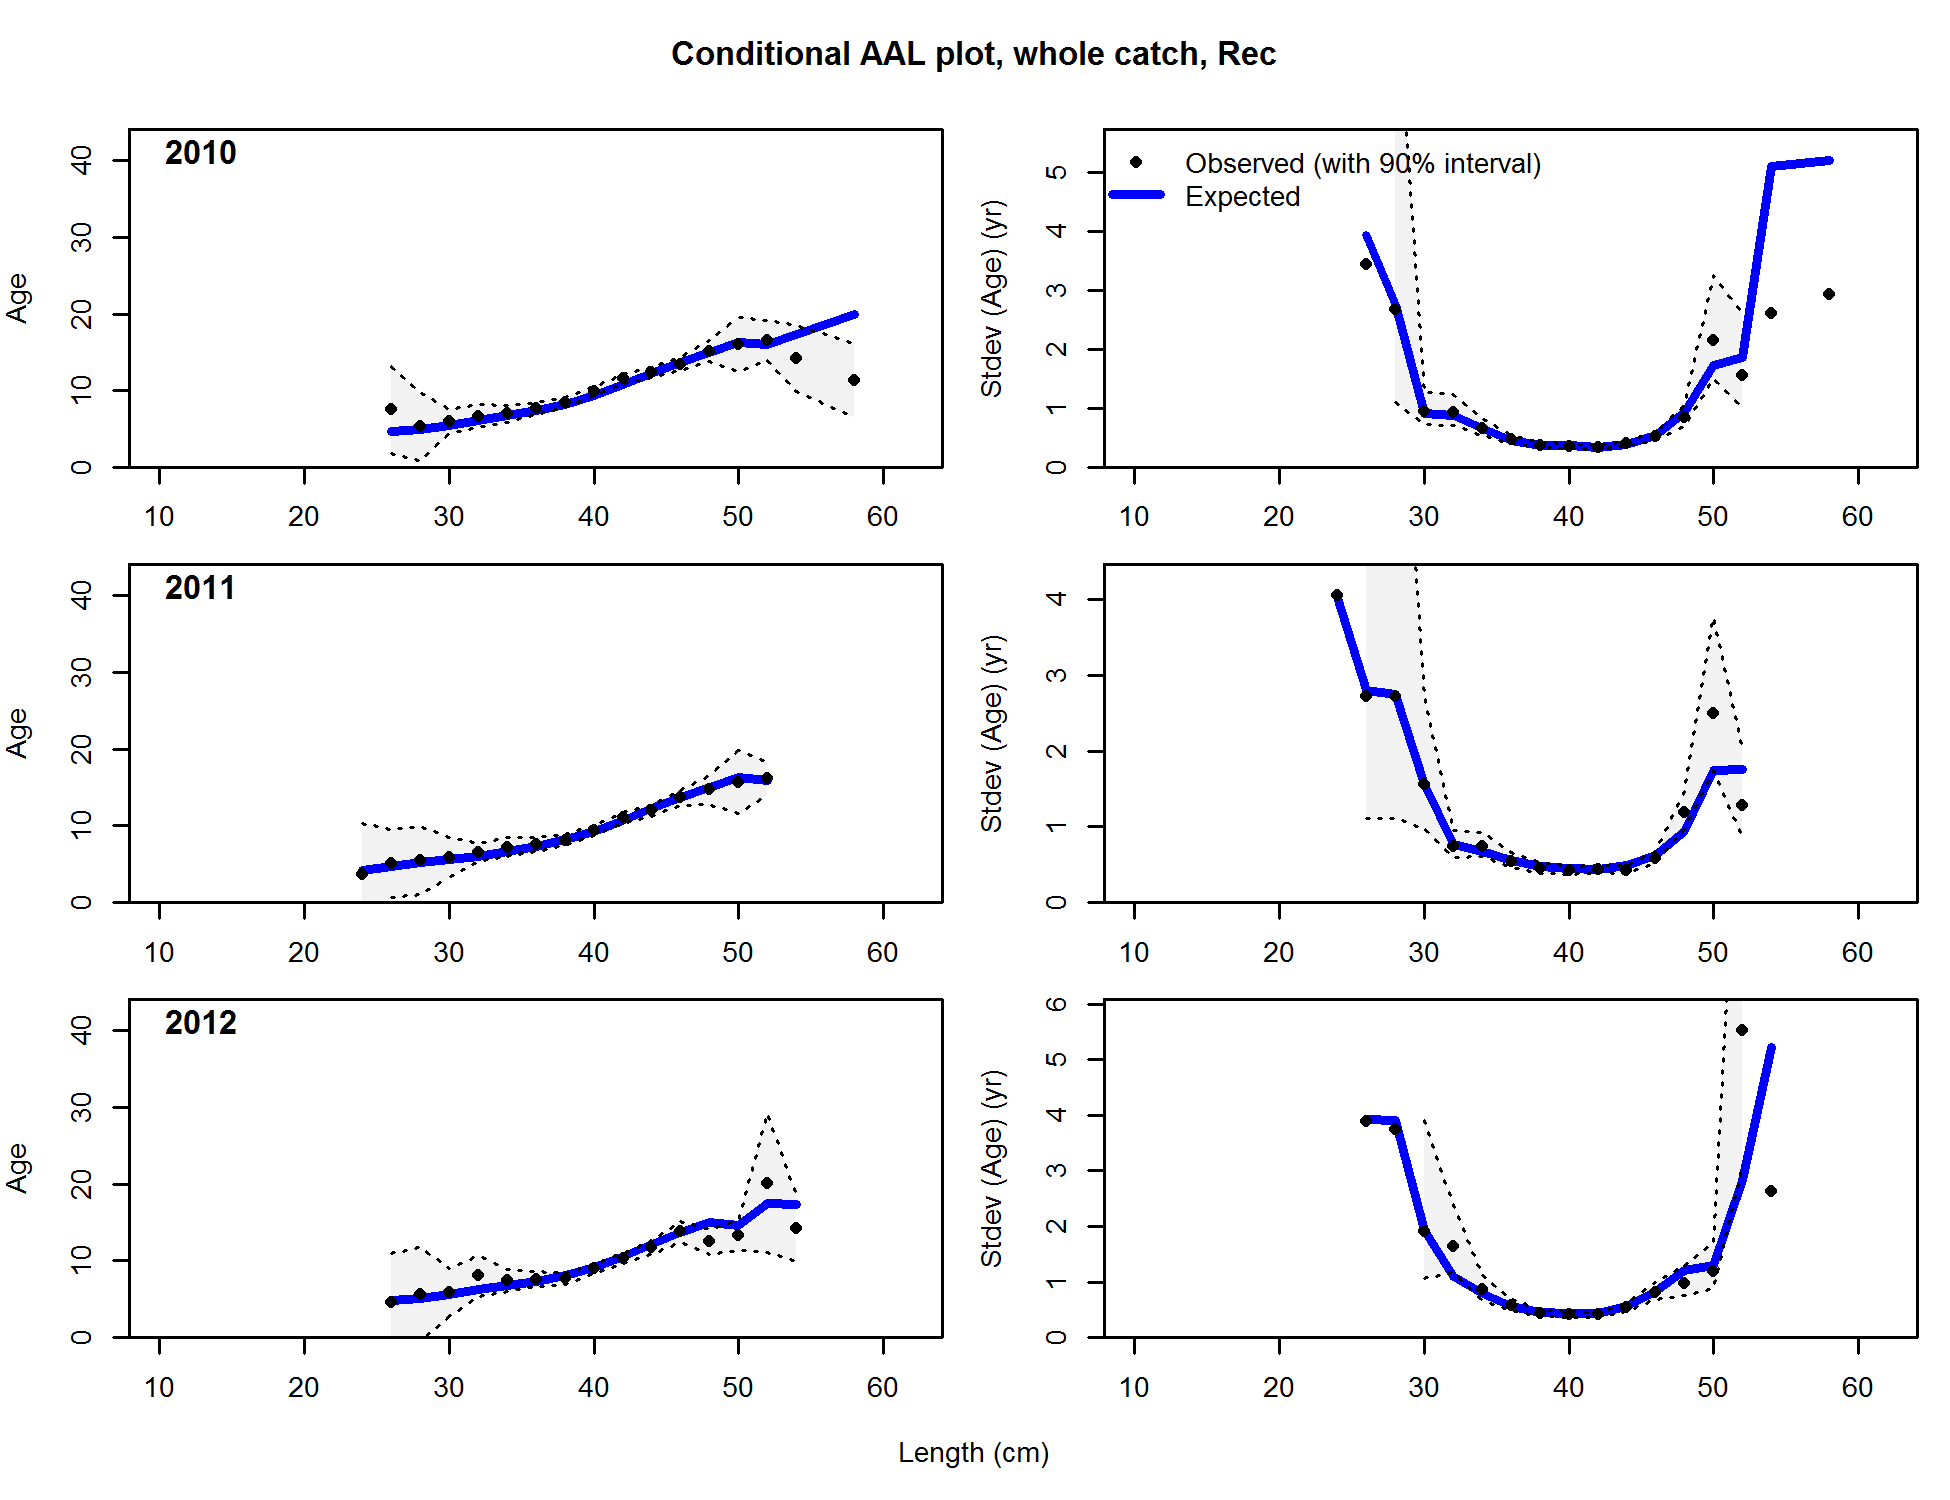 Conditional AAL plot, whole catch, Rec
2010
Age
0 10 20 30 40
10 20 30 40 50 60
Observed (with 90% interval)
Expected
Stdev (Age) (yr)
0 1 2 3 4 5
10 20 30 40 50 60
2011
Age
0 10 20 30 40
10 20 30 40 50 60
Stdev (Age) (yr)
0 1 2 3 4
10 20 30 40 50 60
2012
Age
0 10 20 30 40
10 20 30 40 50 60
Stdev (Age) (yr)
0 1 2 3 4 5 6
10 20 30 40 50 60
Length (cm)